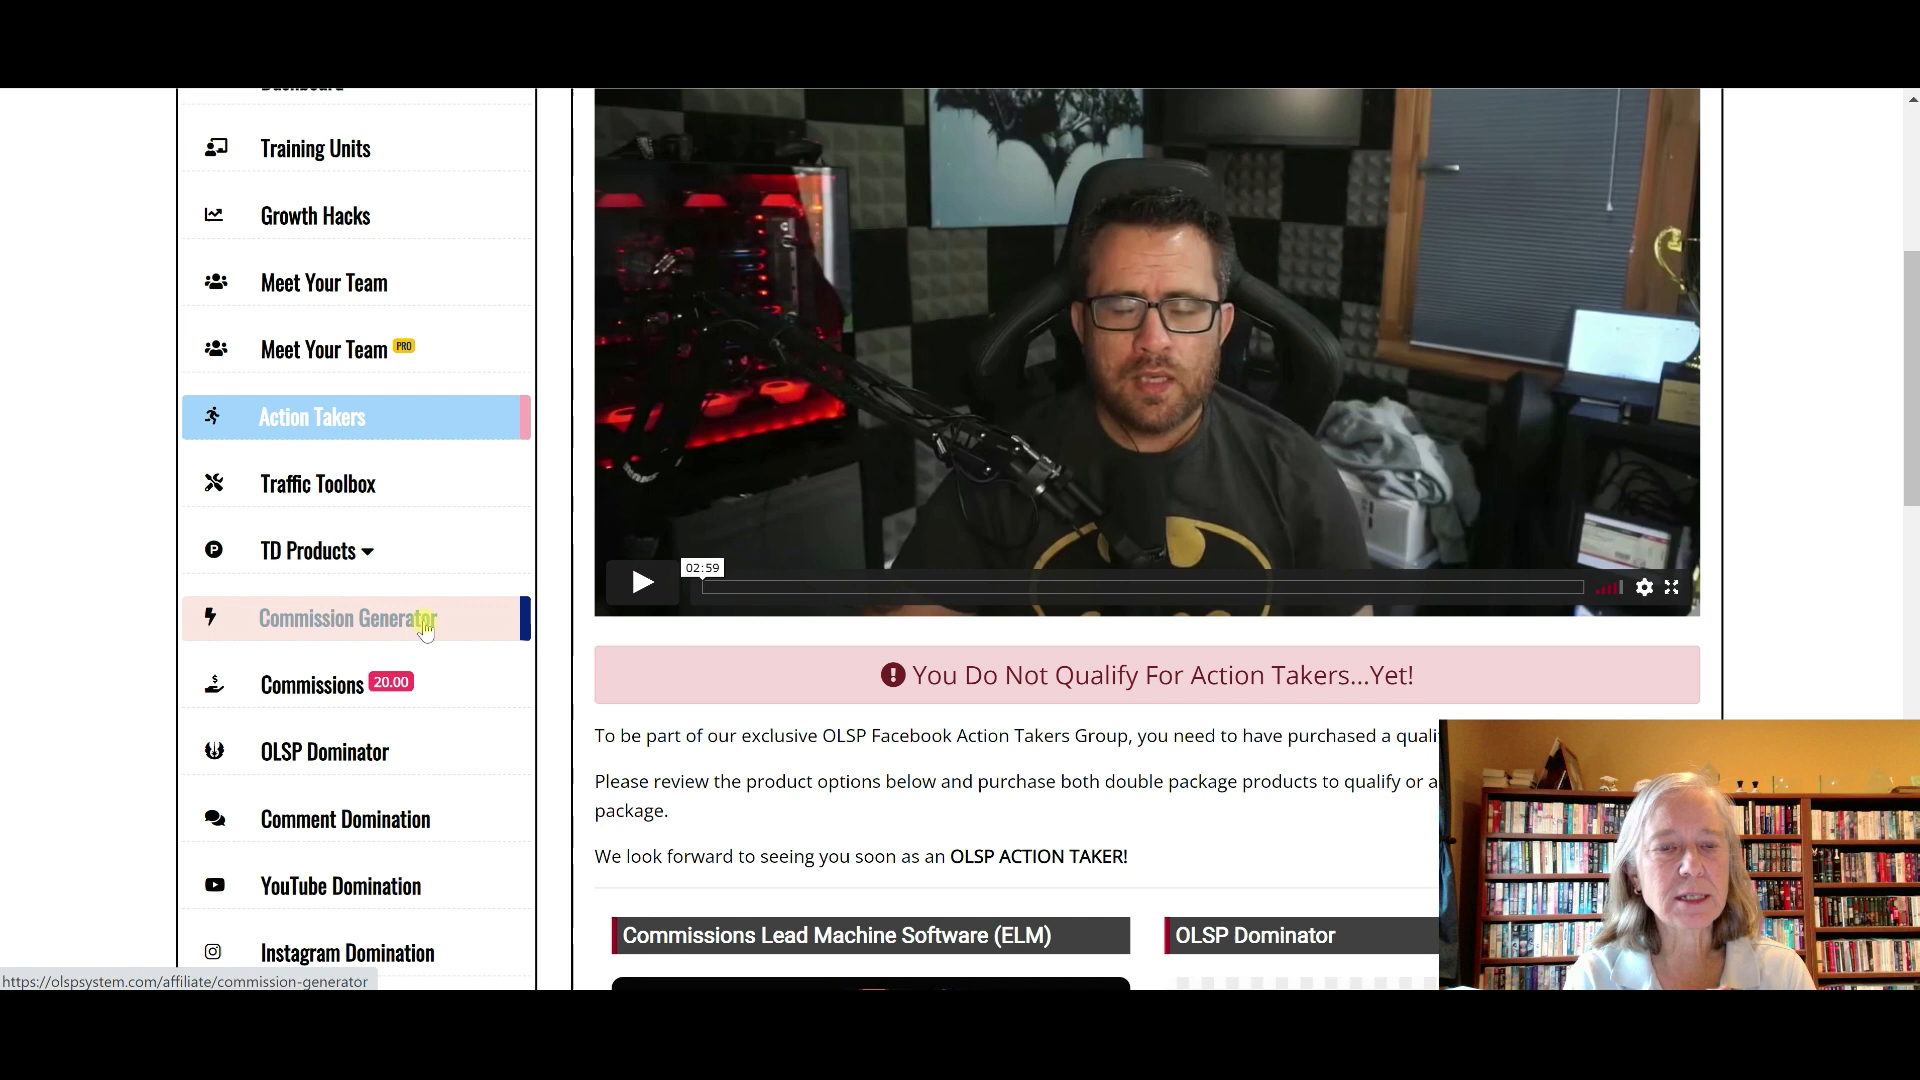 Dashboard
Training Units
Growth Hacks
Meet Your Team
Meet Your Team PRO
Action Takers
Traffic Toolbox
TD Products
Commission Generator
Commissions 20.00
OLSP Dominator
Comment Domination
YouTube Domination
Instagram Domination
https://olspsystem.com/affiliate/commission-generator
02:59
You Do Not Qualify For Action Takers...Yet!
To be part of our exclusive OLSP Facebook Action Takers Group, you need to have purchased a quali
Please review the product options below and purchase both double package products to qualify or a
package.
We look forward to seeing you soon as an OLSP ACTION TAKER!
Commissions Lead Machine Software (ELM)
OLSP Dominator